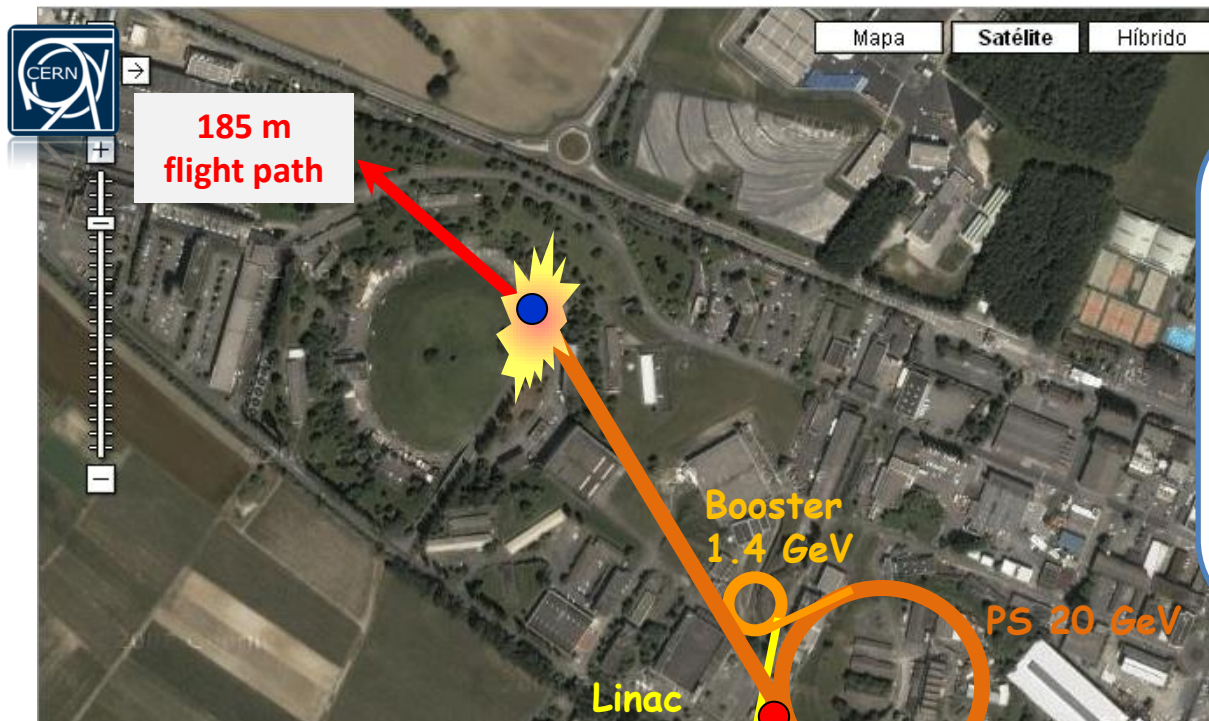 CERN
Mapa
Satélite
Híbrido
185 m
flight path
Booster
1.4 GeV
PS 20 GeV
Linac